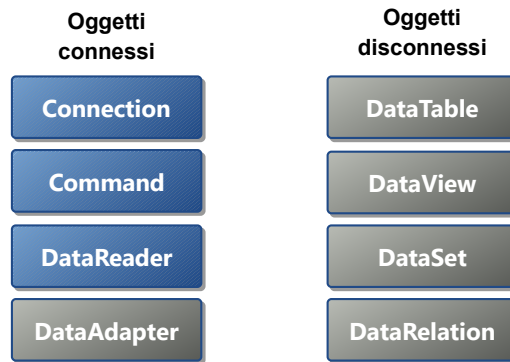 Oggetti
connessi
Connection
Command
DataReader
DataAdapter
Oggetti
disconnessi
DataTable
DataView
DataSet
DataRelation